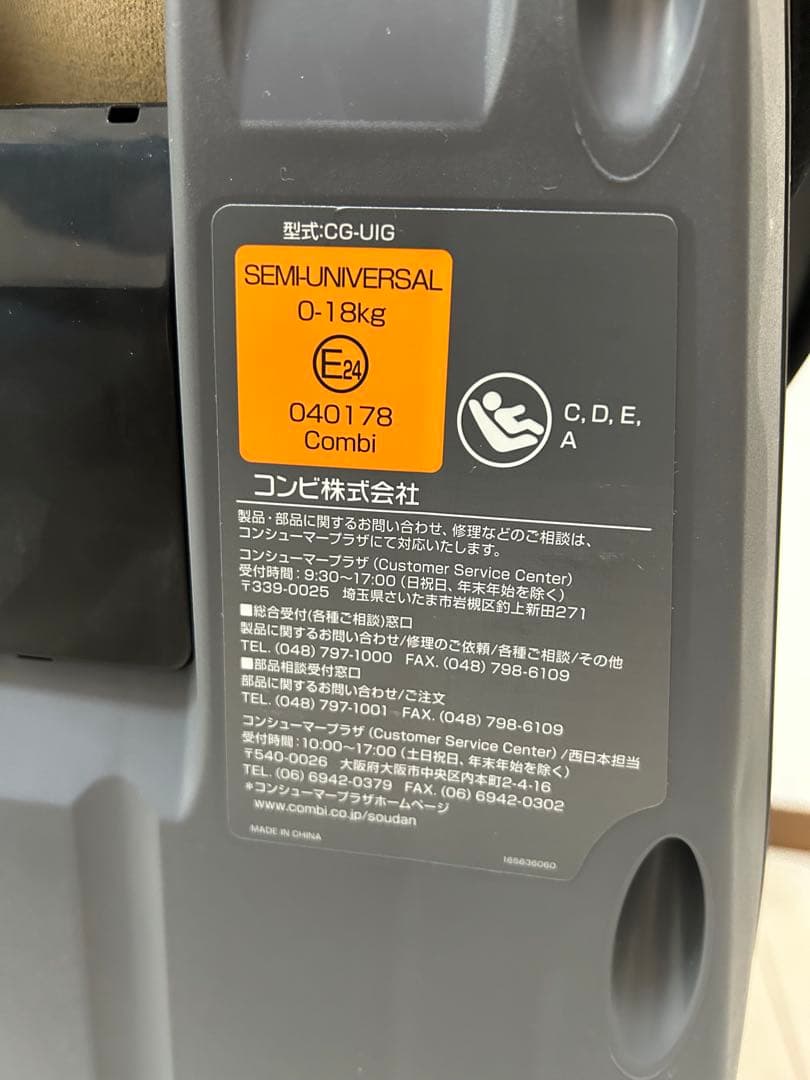 型式:CG-UIG
SEMI-UNIVERSAL
0-18kg
E24
040178
Combi
C, D, E,
A
コンビ株式会社
製品・部品に関するお問い合わせ、修理などのご相談は、
コンシューマープラザにて対応いたします。
コンシューマープラザ(Customer Service Center)
受付時間:9:30〜17:00(日祝日、年末年始を除く)
〒339-0025 埼玉県さいたま市岩槻区釣上新田271
■総合受付(各種ご相談)窓口
製品に関するお問い合わせ/修理のご依頼/各種ご相談/その他
TEL.(048)797-1000 FAX.(048)798-6109
■部品相談受付窓口
部品に関するお問い合わせ/ご注文
TEL.(048)797-1001 FAX.(048)798-6109
コンシューマープラザ(Customer Service Center)/西日本担当
受付時間:10:00〜17:00(土日祝日、年末年始を除く)
〒540-0026 大阪府大阪市中央区内本町2-4-16
TEL.(06)6942-0379 FAX.(06)6942-0302
*コンシューマープラザホームページ
www.combi.co.jp/soudan
MADE IN CHINA
165636060